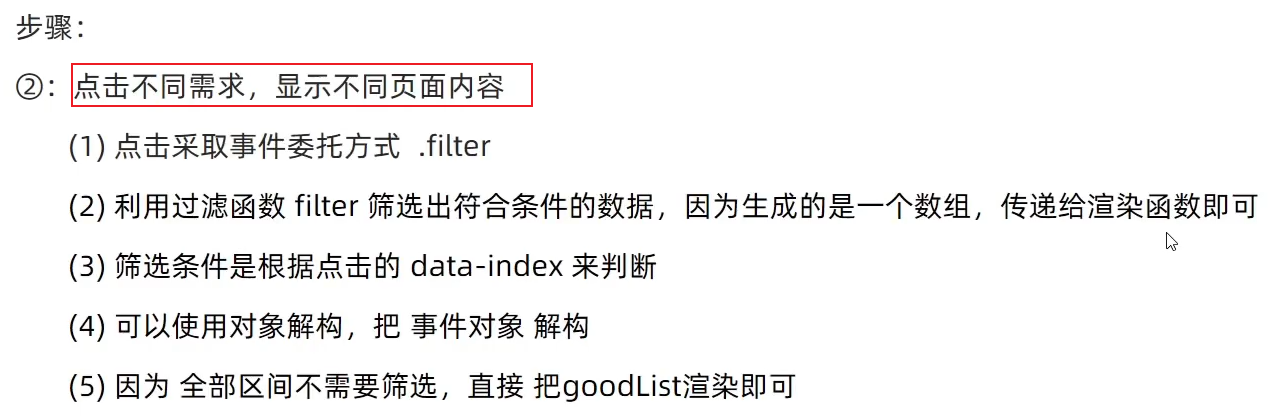 步骤：
②：点击不同需求，显示不同页面内容
(1) 点击采取事件委托方式 .filter
(2) 利用过滤函数 filter 筛选出符合条件的数据，因为生成的是一个数组，传递给渲染函数即可
(3) 筛选条件是根据点击的 data-index 来判断
(4) 可以使用对象解构，把 事件对象 解构
(5) 因为 全部区间不需要筛选，直接 把goodList渲染即可